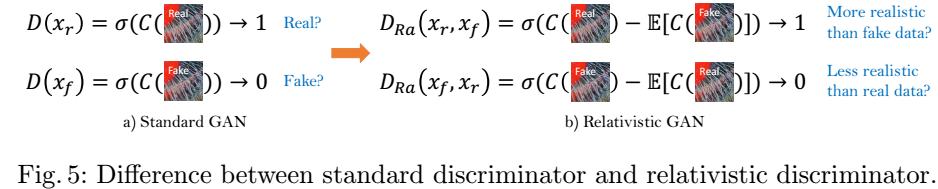 D(x_r) = σ(C(Real)) → 1 Real? D_Ra(x_r, x_f) = σ(C(Real) − 𝔼[C(Fake)]) → 1 More realistic than fake data?
D(x_f) = σ(C(Fake)) → 0 Fake? D_Ra(x_f, x_r) = σ(C(Fake) − 𝔼[C(Real)]) → 0 Less realistic than real data?
a) Standard GAN b) Relativistic GAN
Fig. 5: Difference between standard discriminator and relativistic discriminator.